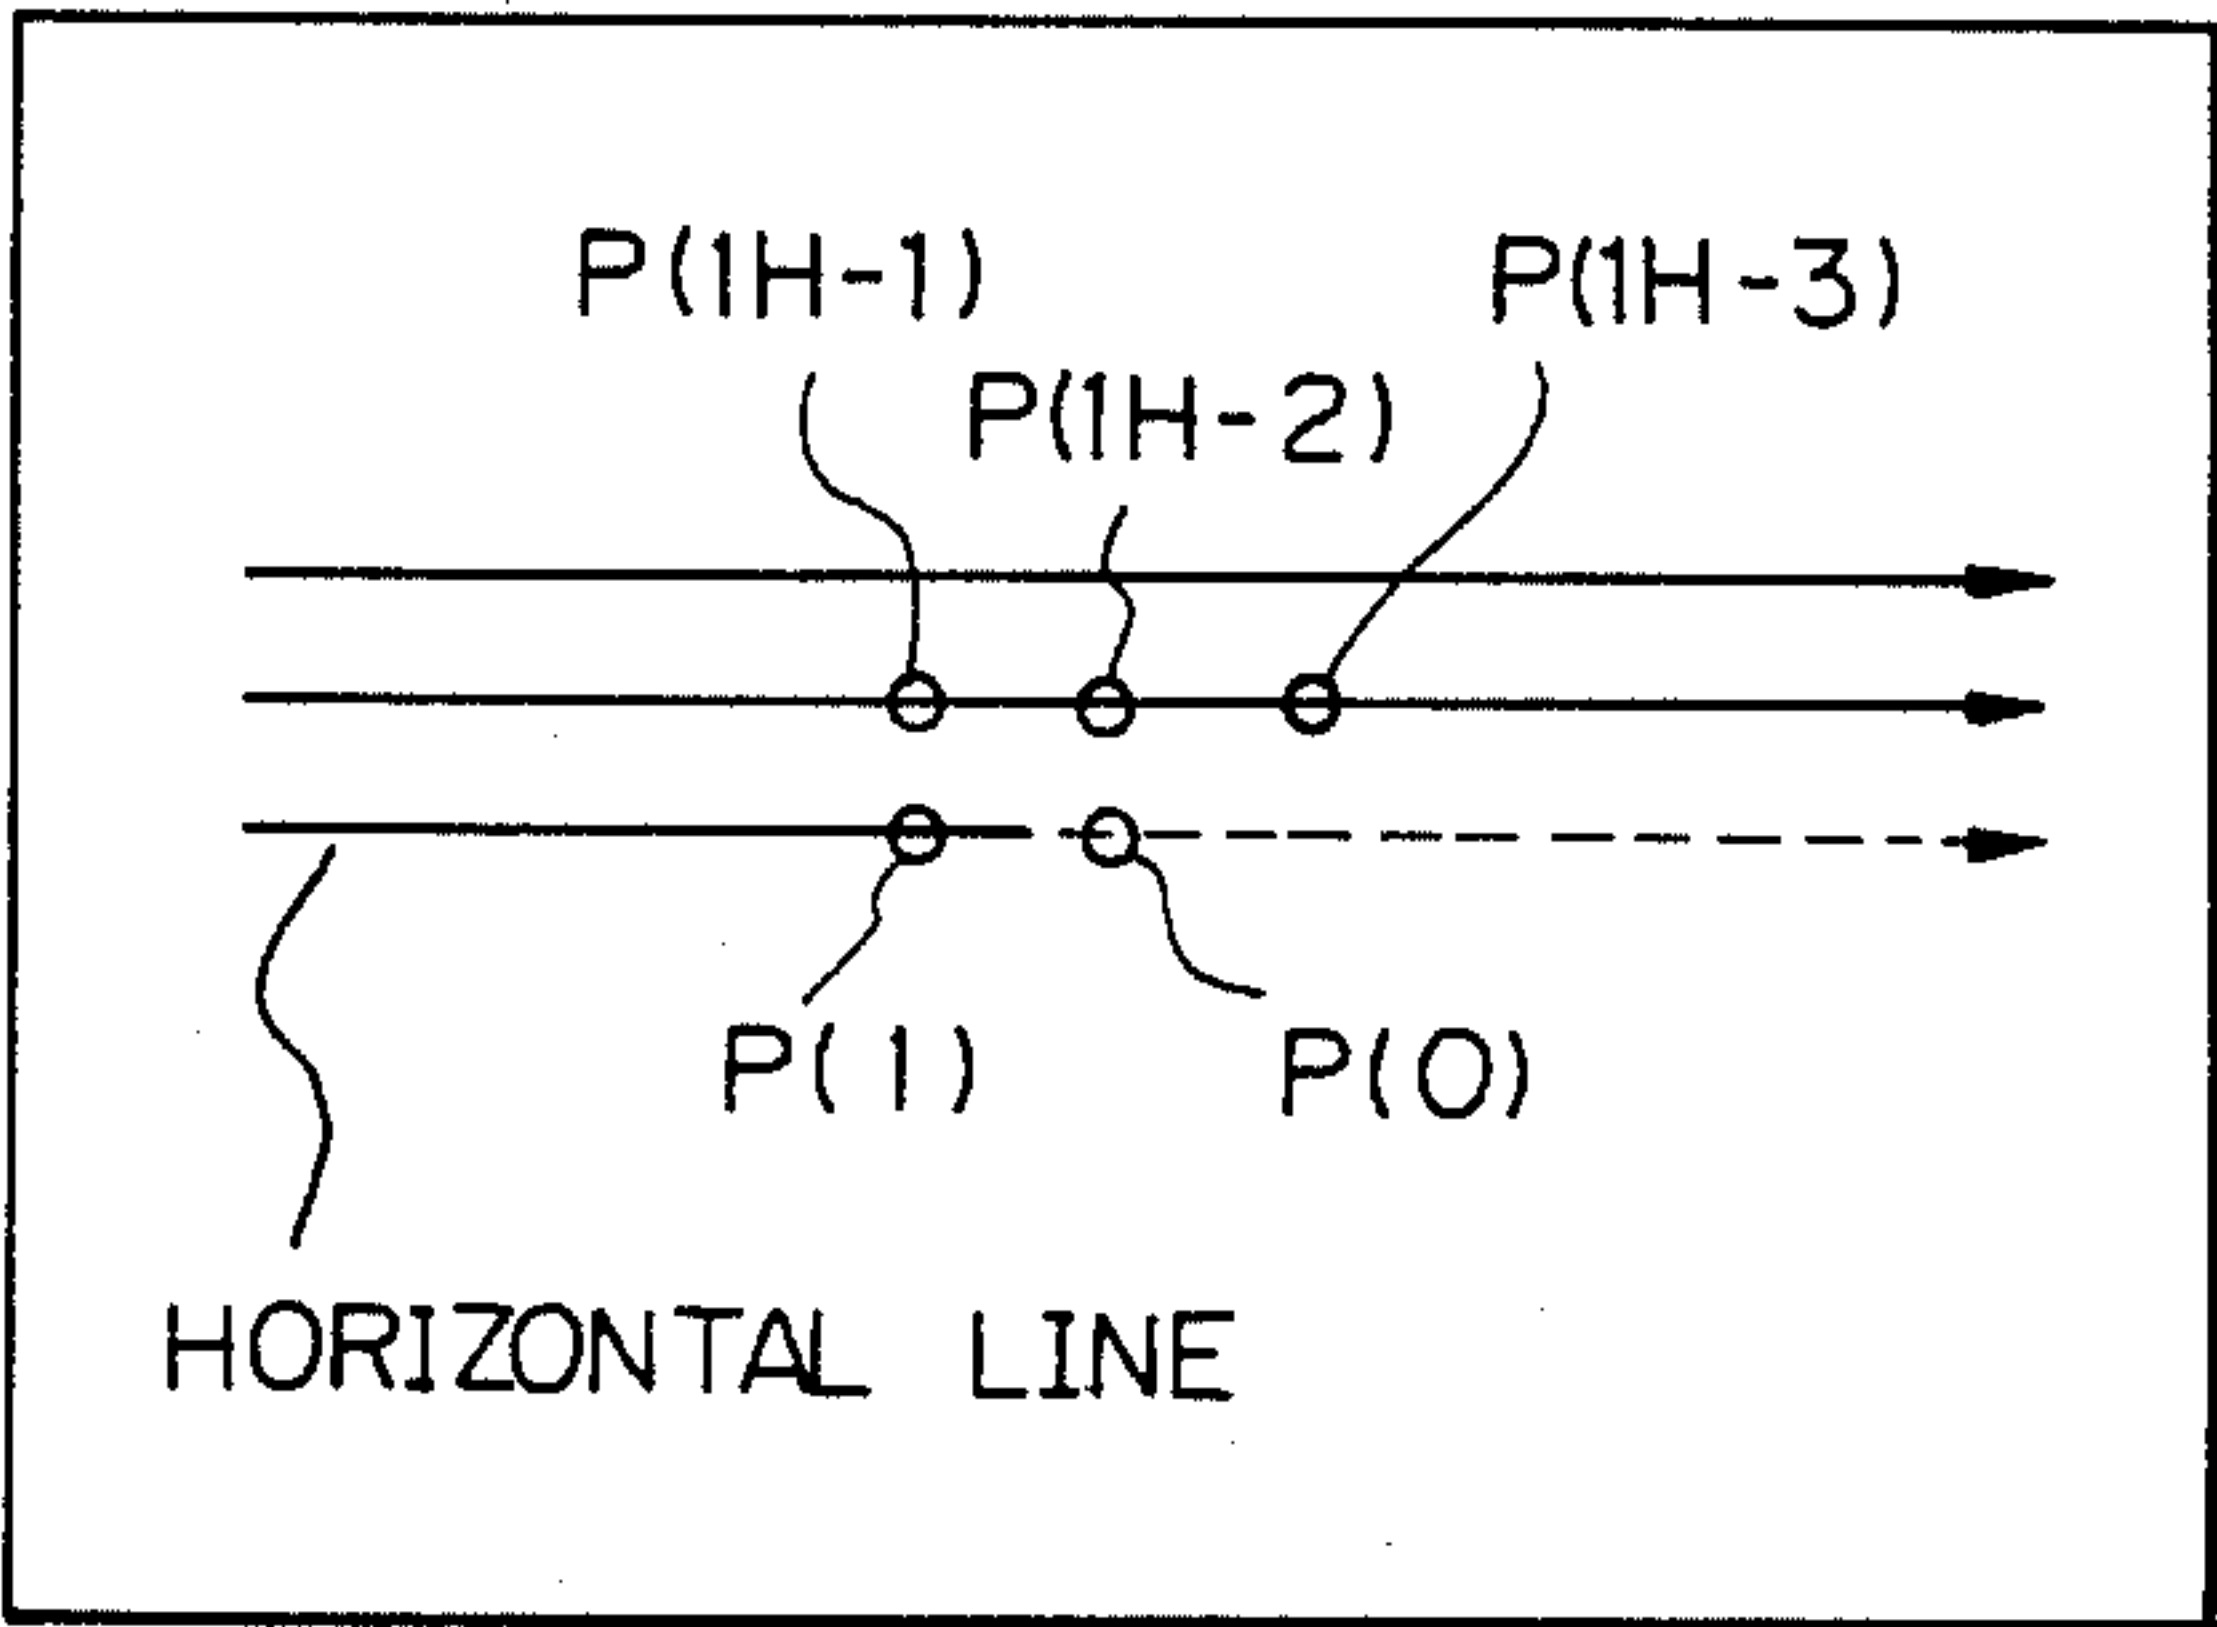 P(1H-1)
P(1H-3)
P(1H-2)
P(1)
P(0)
HORIZONTAL LINE